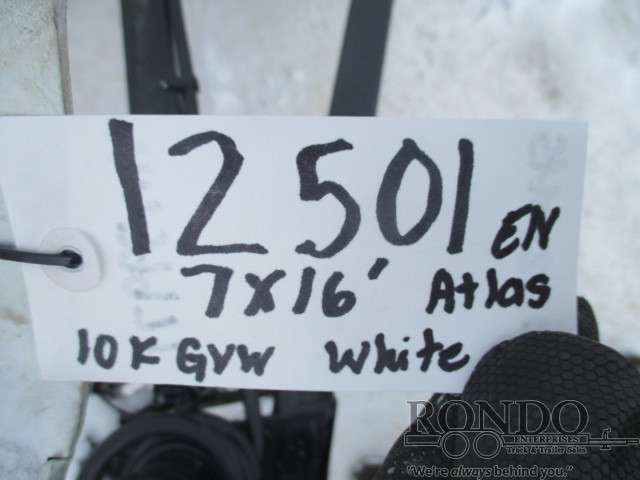 12501 EN
7x16' Atlas
10K GVW White
RONDO
ENTERPRISES
Truck & Trailer Sales
"We're always behind you."